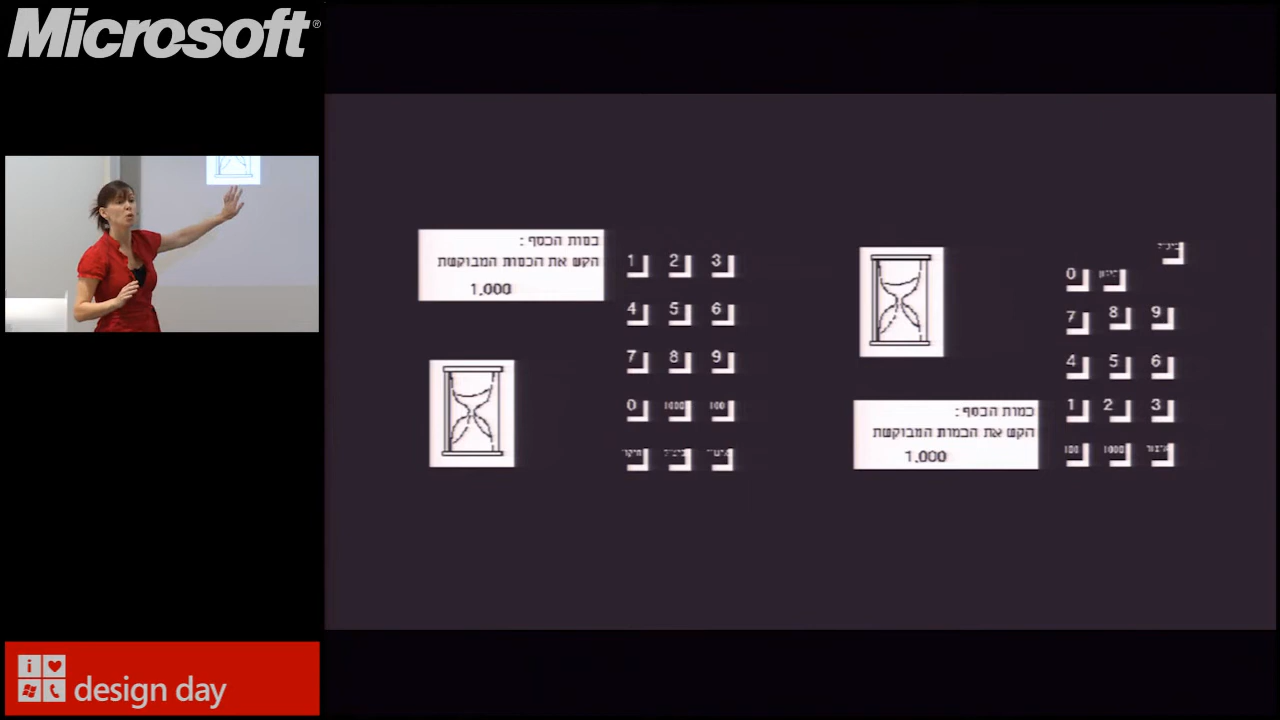 Microsoft®
כמות הכסף :
הקש את הכמות המבוקשת
1,000
1 2 3
4 5 6
7 8 9
0 1000 100
0
7 8 9
4 5 6
1 2 3
100 1000
כמות הכסף :
הקש את הכמות המבוקשת
1,000
i
design day